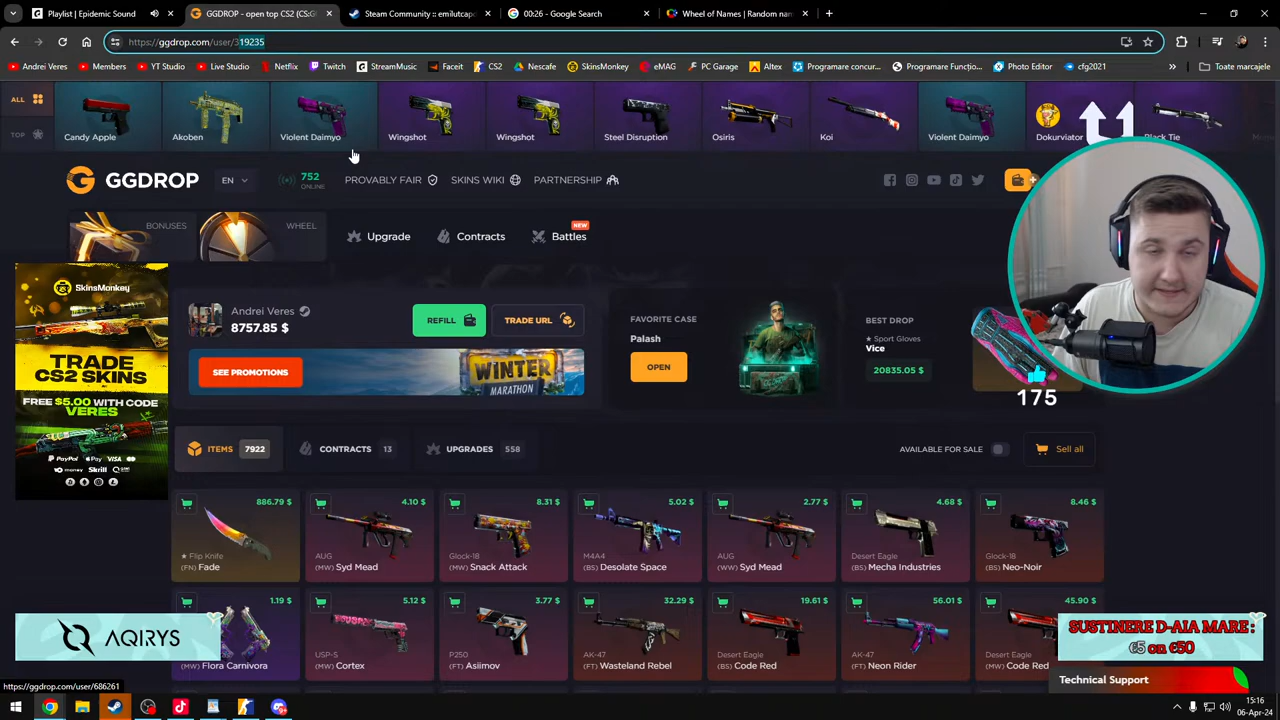 Playlist | Epidemic Sound
GGDROP - open top CS2 (CS:G
Steam Community :: emilutcapo
00:26 - Google Search
Wheel of Names | Random nam
https://ggdrop.com/user/319235
Andrei Veres
Members
YT Studio
Live Studio
Netflix
Twitch
StreamMusic
Faceit
CS2
Nescafe
SkinsMonkey
eMAG
PC Garage
Altex
Programare concur...
Programare Funcțio...
Photo Editor
cfg2021
Toate marcajele
ALL
TOP
Candy Apple
Akoben
Violent Daimyo
Wingshot
Wingshot
Steel Disruption
Osiris
Koi
Violent Daimyo
Dokurviator
Black Tie
GGDROP
EN
752
ONLINE
PROVABLY FAIR
SKINS WIKI
PARTNERSHIP
BONUSES
WHEEL
Upgrade
Contracts
Battles
NEW
SkinsMonkey
TRADE
CS2 SKINS
FREE $5.00 WITH CODE
VERES
PayPal
Pay
VISA
money
Skrill
Andrei Veres
8757.85 $
REFILL
TRADE URL
SEE PROMOTIONS
WINTER
MARATHON
FAVORITE CASE
Palash
OPEN
BEST DROP
★ Sport Gloves
Vice
20835.05 $
175
ITEMS 7922
CONTRACTS 13
UPGRADES 558
AVAILABLE FOR SALE
Sell all
886.79 $
★ Flip Knife
(FN) Fade
4.10 $
AUG
(MW) Syd Mead
8.31 $
Glock-18
(MW) Snack Attack
5.02 $
M4A4
(BS) Desolate Space
2.77 $
AUG
(WW) Syd Mead
4.68 $
Desert Eagle
(BS) Mecha Industries
8.46 $
Glock-18
(BS) Neo-Noir
1.19 $
Flora Carnivora
5.12 $
USP-S
(MW) Cortex
3.77 $
P250
(FT) Asiimov
32.29 $
AK-47
(FT) Wasteland Rebel
19.61 $
Desert Eagle
(BS) Code Red
56.01 $
AK-47
(FT) Neon Rider
45.90 $
Desert Eagle
(MW) Code Red
AQIRYS
SUSTINERE D-AIA MARE :
€5 on €50
Technical Support
https://ggdrop.com/user/686261
15:16
06-Apr-24